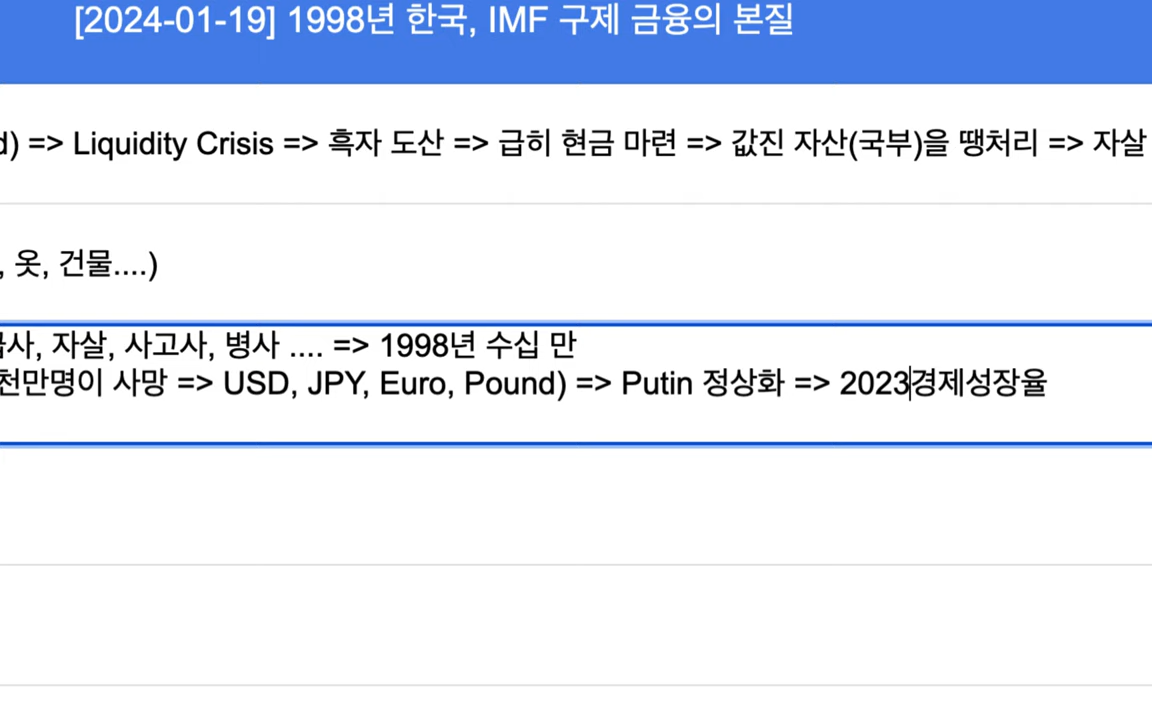 [2024-01-19] 1998년 한국, IMF 구제 금융의 본질
d) => Liquidity Crisis => 흑자 도산 => 급히 현금 마련 => 값진 자산(국부)을 땡처리 => 자살
, 옷, 건물....)
사, 자살, 사고사, 병사 .... => 1998년 수십 만
천만명이 사망 => USD, JPY, Euro, Pound) => Putin 정상화 => 2023경제성장율